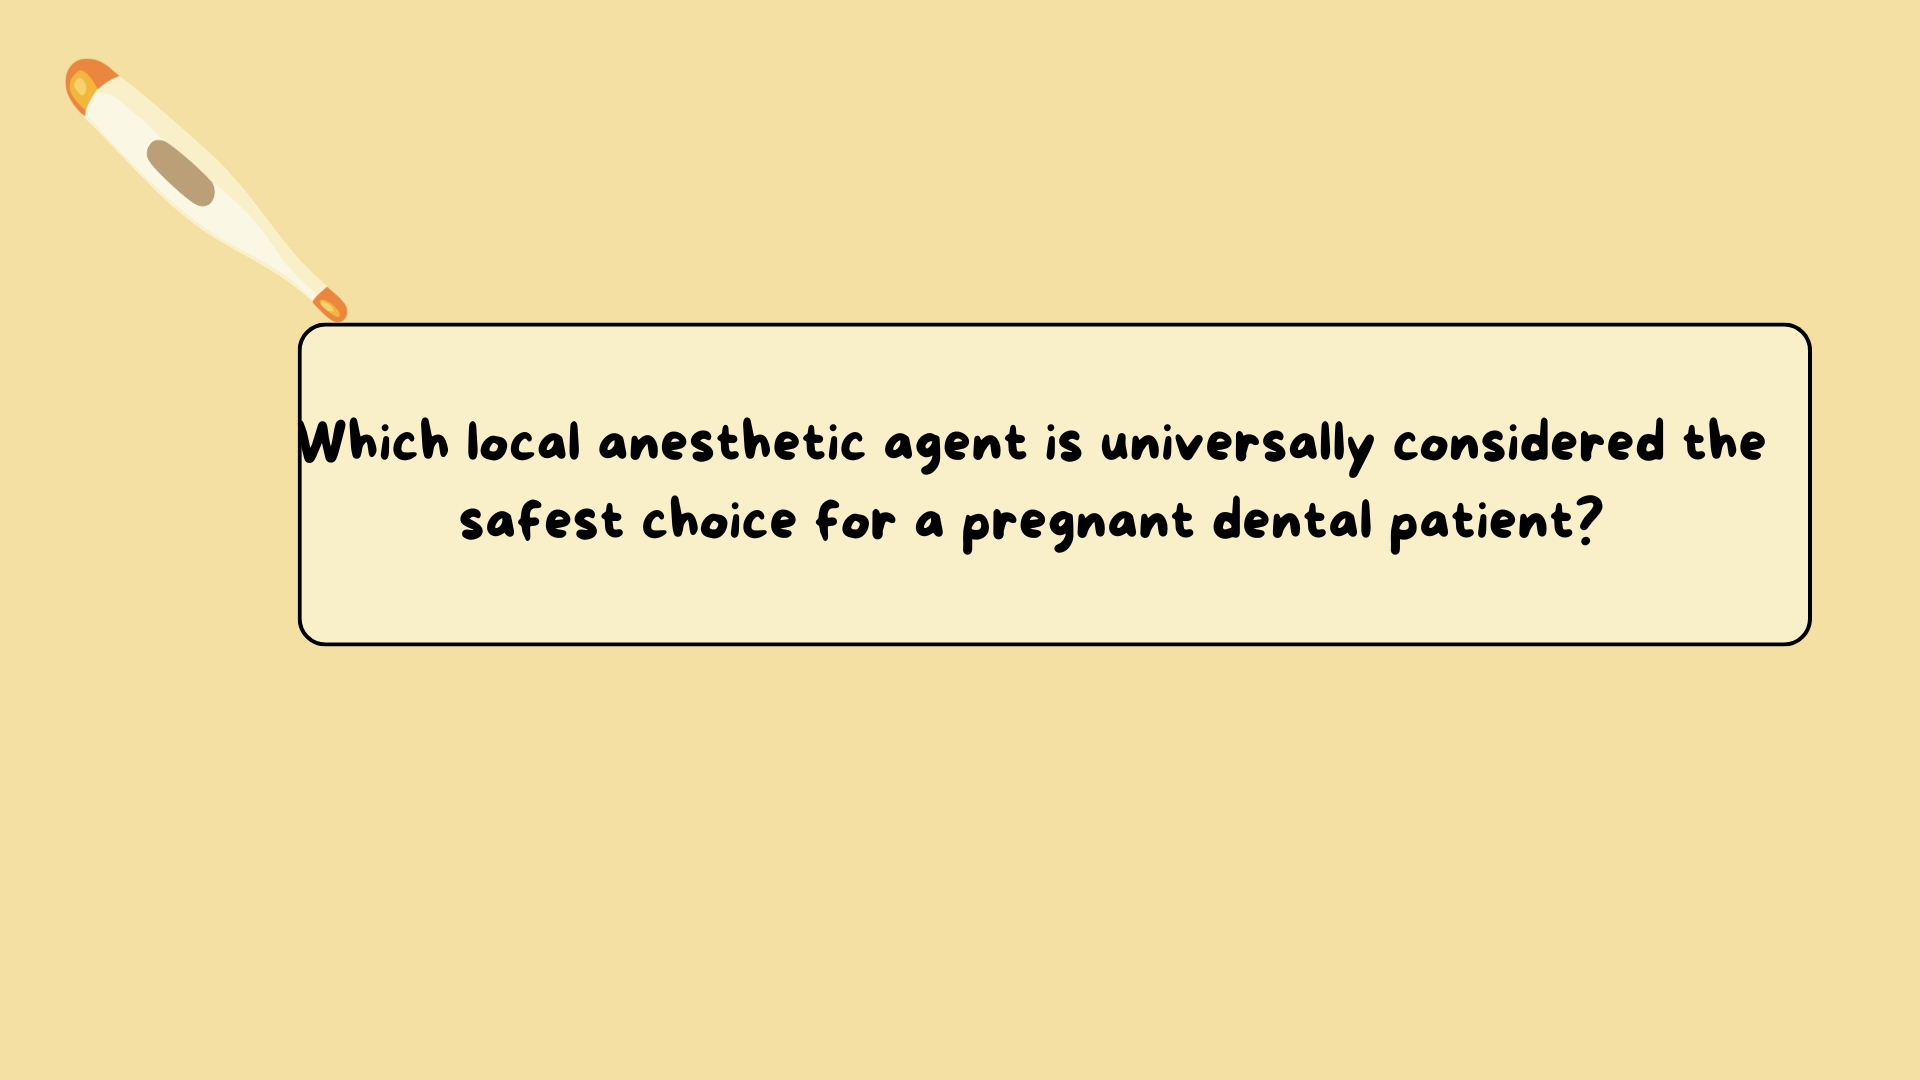 Which local anesthetic agent is universally considered the
safest choice for a pregnant dental patient?